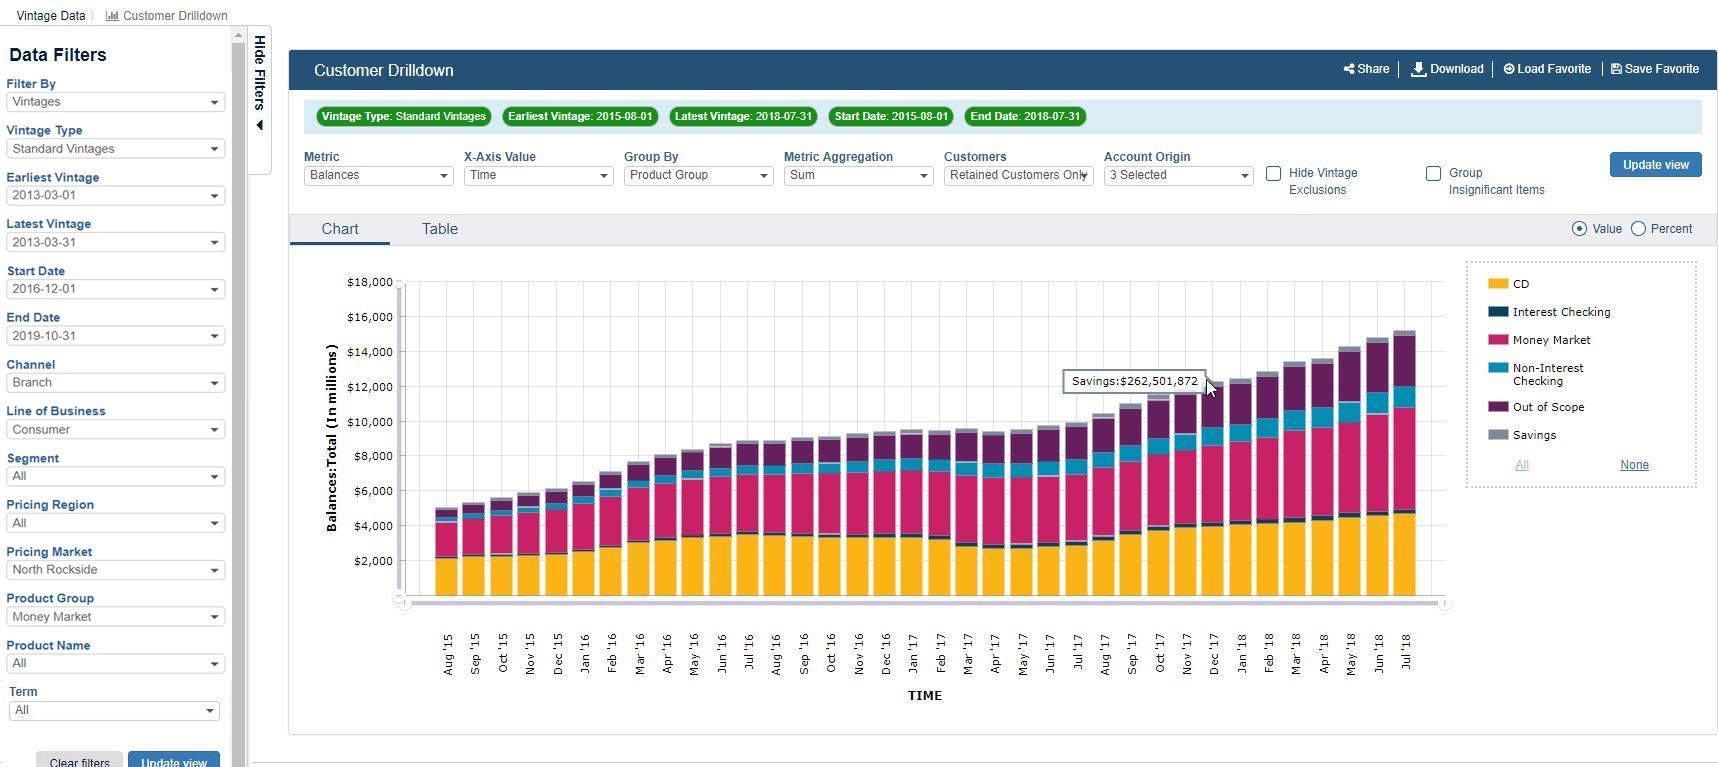 Vintage Data
Customer Drilldown
Data Filters
Filter By
Vintages
Vintage Type
Standard Vintages
Earliest Vintage
2013-03-01
Latest Vintage
2013-03-31
Start Date
2016-12-01
End Date
2019-10-31
Channel
Branch
Line of Business
Consumer
Segment
All
Pricing Region
All
Pricing Market
North Rockside
Product Group
Money Market
Product Name
All
Term
All
Clear filters
Update view
Hide Filters
Customer Drilldown
Share
Download
Load Favorite
Save Favorite
Vintage Type: Standard Vintages
Earliest Vintage: 2015-08-01
Latest Vintage: 2018-07-31
Start Date: 2015-08-01
End Date: 2018-07-31
Metric
Balances
X-Axis Value
Time
Group By
Product Group
Metric Aggregation
Sum
Customers
Retained Customers Only
Account Origin
3 Selected
Hide Vintage
Exclusions
Group
Insignificant Items
Update view
Chart
Table
Value
Percent
Balances:Total (In millions)
$18,000
$16,000
$14,000
$12,000
$10,000
$8,000
$6,000
$4,000
$2,000
Savings:$262,501,872
Aug '15
Sep '15
Oct '15
Nov '15
Dec '15
Jan '16
Feb '16
Mar '16
Apr '16
May '16
Jun '16
Jul '16
Aug '16
Sep '16
Oct '16
Nov '16
Dec '16
Jan '17
Feb '17
Mar '17
Apr '17
May '17
Jun '17
Jul '17
Aug '17
Sep '17
Oct '17
Nov '17
Dec '17
Jan '18
Feb '18
Mar '18
Apr '18
May '18
Jun '18
Jul '18
TIME
CD
Interest Checking
Money Market
Non-Interest
Checking
Out of Scope
Savings
All
None